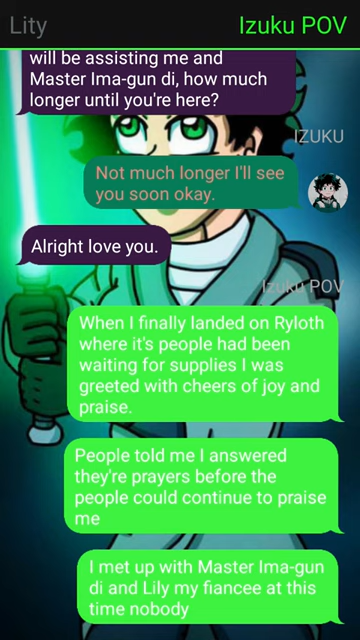 Lity
Izuku POV
will be assisting me and
Master Ima-gun di, how much
longer until you're here?
IZUKU
Not much longer I'll see
you soon okay.
Alright love you.
Izuku POV
When I finally landed on Ryloth
where it's people had been
waiting for supplies I was
greeted with cheers of joy and
praise.
People told me I answered
they're prayers before the
people could continue to praise
me
I met up with Master Ima-gun
di and Lily my fiancee at this
time nobody